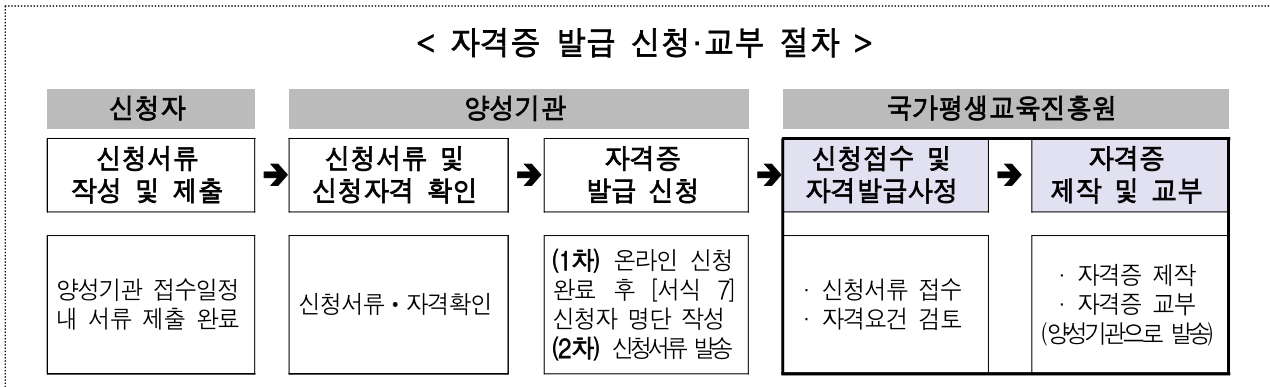 < 자격증 발급 신청·교부 절차 >
신청자
양성기관
국가평생교육진흥원
신청서류
작성 및 제출
➔
신청서류 및
신청자격 확인
➔
자격증
발급 신청
➔
신청접수 및
자격발급사정
➔
자격증
제작 및 교부
양성기관 접수일정
내 서류 제출 완료
신청서류・자격확인
(1차) 온라인 신청
완료 후 [서식 7]
신청자 명단 작성
(2차) 신청서류 발송
· 신청서류 접수
· 자격요건 검토
· 자격증 제작
· 자격증 교부
(양성기관으로 발송)